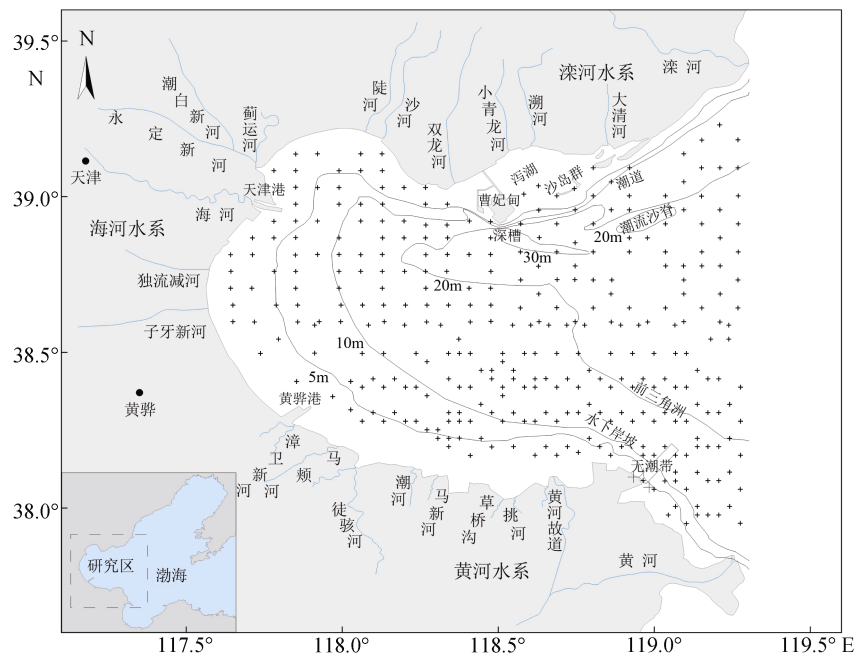 39.5°
N
N
39.0°
38.5°
38.0°
117.5°
118.0°
118.5°
119.0°
119.5° E
潮白新河
永定新河
蓟运河
陡河
沙河
双龙河
小青龙河
溯河
大清河
滦河水系
滦河
天津
天津港
海河
海河水系
曹妃甸
泻湖
沙岛群
潮道
潮流沙脊
深槽
20m
30m
20m
独流减河
子牙新河
10m
5m
黄骅
黄骅港
前三角洲
水下岸坡
无潮带
漳卫新河
河
马颊
徒骇河
潮河
马新河
草桥沟
挑河
黄河故道
黄河
黄河水系
研究区
渤海